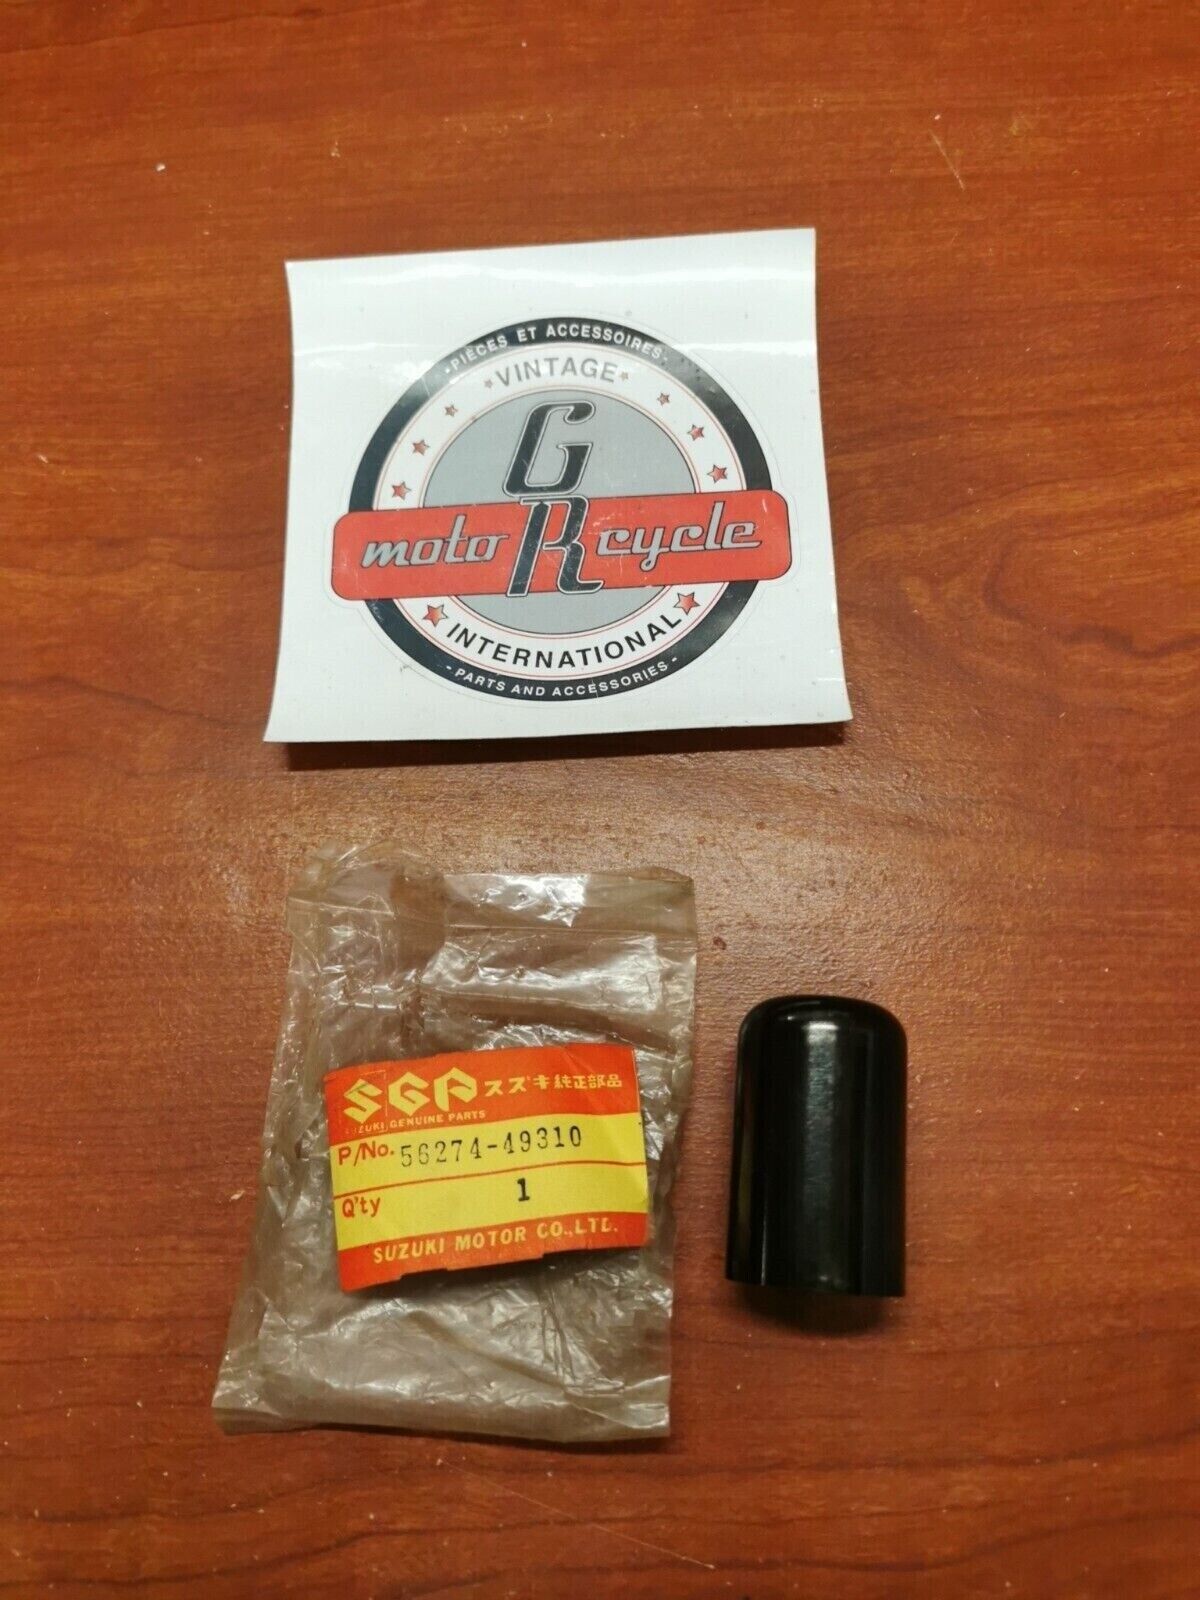 -PIÈCES ET ACCESSOIRES-
VINTAGE
GR
moto cycle
INTERNATIONAL
-PARTS AND ACCESSORIES-
SGP スズキ純正部品
SUZUKI GENUINE PARTS
P/No. 56274-49310
Q'ty 1
SUZUKI MOTOR CO.,LTD.